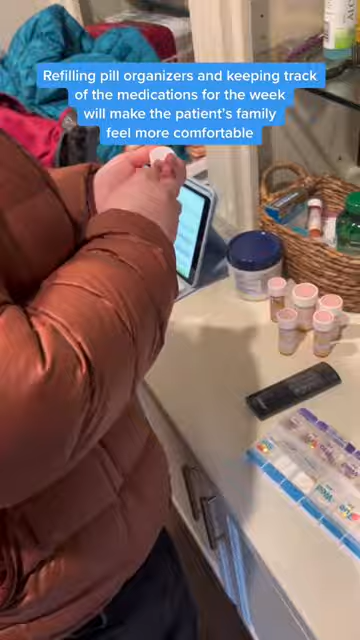 Refilling pill organizers and keeping track
of the medications for the week
will make the patient's family
feel more comfortable